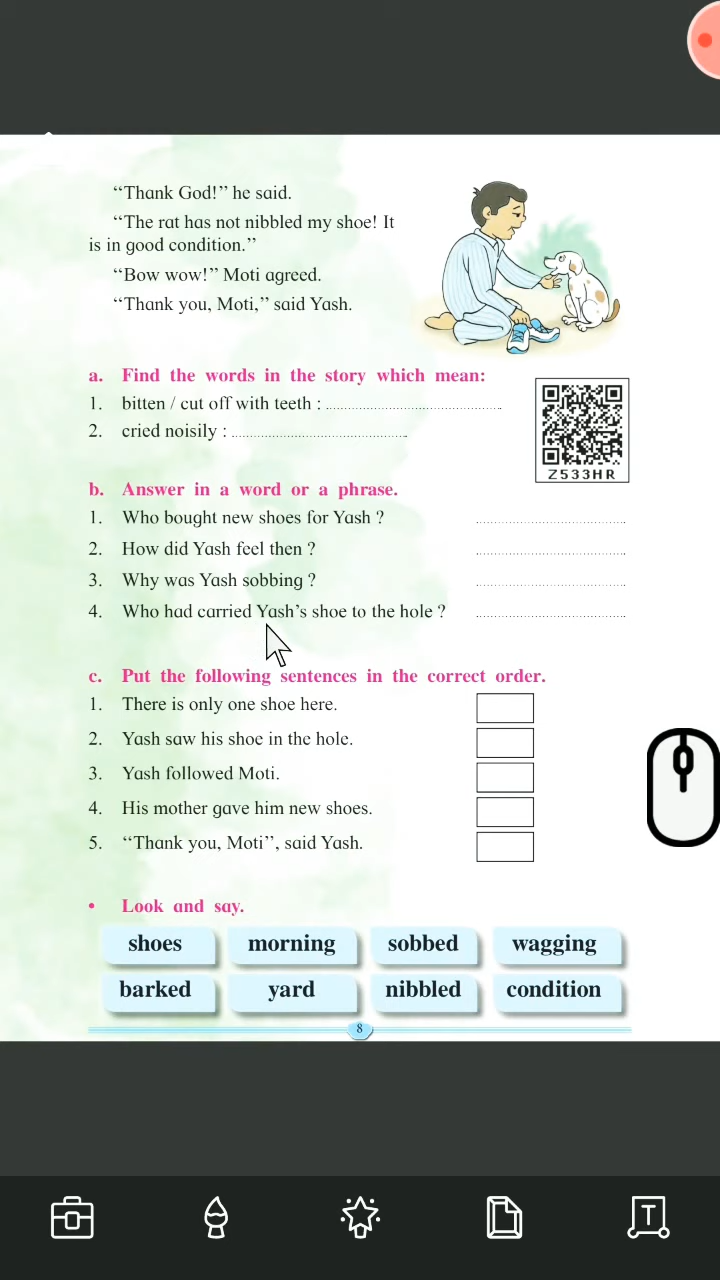 “Thank God!” he said.
“The rat has not nibbled my shoe! It
is in good condition.”
“Bow wow!” Moti agreed.
“Thank you, Moti,” said Yash.
a. Find the words in the story which mean:
1. bitten / cut off with teeth : ..........................................
2. cried noisily : ..........................................
Z533HR
b. Answer in a word or a phrase.
1. Who bought new shoes for Yash ? ....................................
2. How did Yash feel then ? ....................................
3. Why was Yash sobbing ? ....................................
4. Who had carried Yash’s shoe to the hole ? ....................................
c. Put the following sentences in the correct order.
1. There is only one shoe here.
2. Yash saw his shoe in the hole.
3. Yash followed Moti.
4. His mother gave him new shoes.
5. “Thank you, Moti”, said Yash.
• Look and say.
shoes morning sobbed wagging
barked yard nibbled condition
8
T